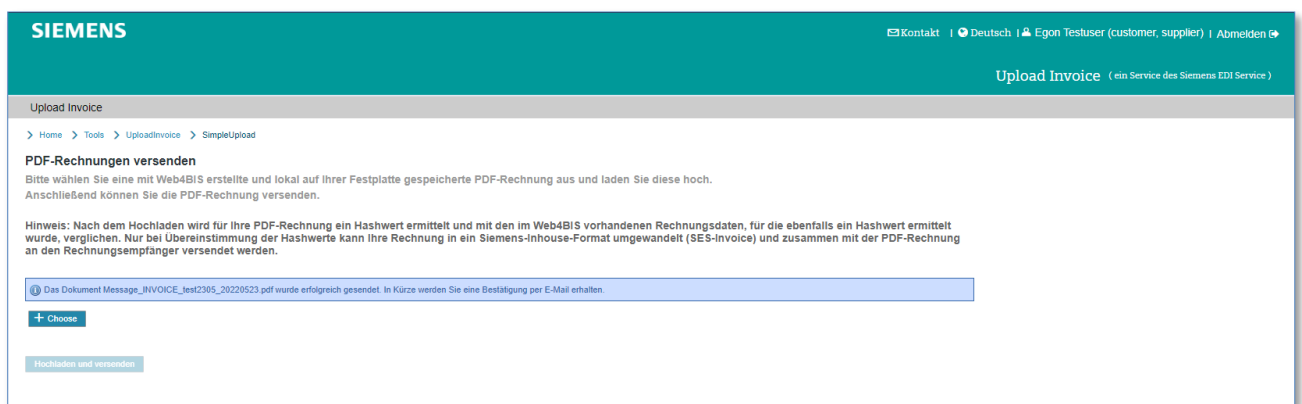 SIEMENS
Kontakt | Deutsch | Egon Testuser (customer, supplier) | Abmelden
Upload Invoice ( ein Service des Siemens EDI Service )
Upload Invoice
Home Tools UploadInvoice SimpleUpload
PDF-Rechnungen versenden
Bitte wählen Sie eine mit Web4BIS erstellte und lokal auf Ihrer Festplatte gespeicherte PDF-Rechnung aus und laden Sie diese hoch.
Anschließend können Sie die PDF-Rechnung versenden.
Hinweis: Nach dem Hochladen wird für Ihre PDF-Rechnung ein Hashwert ermittelt und mit den im Web4BIS vorhandenen Rechnungsdaten, für die ebenfalls ein Hashwert ermittelt
wurde, verglichen. Nur bei Übereinstimmung der Hashwerte kann Ihre Rechnung in ein Siemens-Inhouse-Format umgewandelt (SES-Invoice) und zusammen mit der PDF-Rechnung
an den Rechnungsempfänger versendet werden.
Das Dokument Message_INVOICE_test2305_20220523.pdf wurde erfolgreich gesendet. In Kürze werden Sie eine Bestätigung per E-Mail erhalten.
+ Choose
Hochladen und versenden